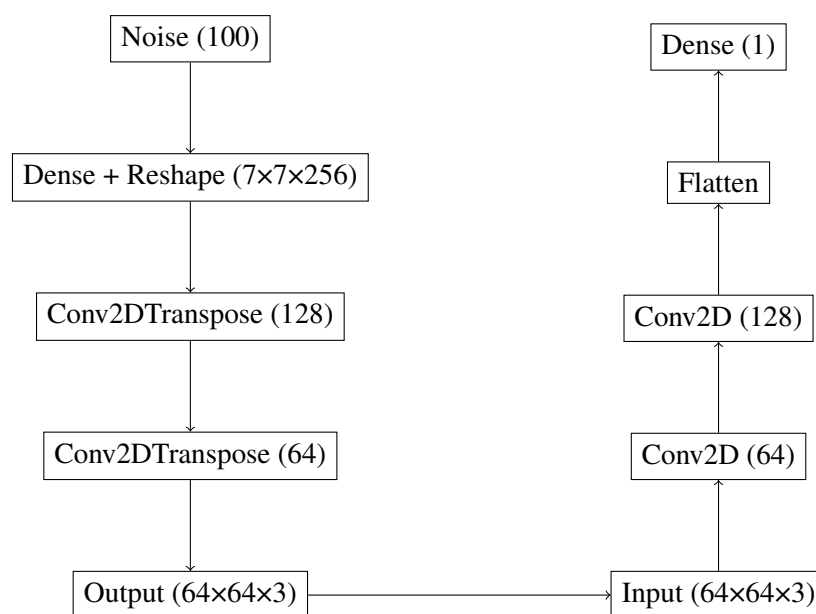 Noise (100)
Dense + Reshape (7×7×256)
Conv2DTranspose (128)
Conv2DTranspose (64)
Output (64×64×3)
Dense (1)
Flatten
Conv2D (128)
Conv2D (64)
Input (64×64×3)